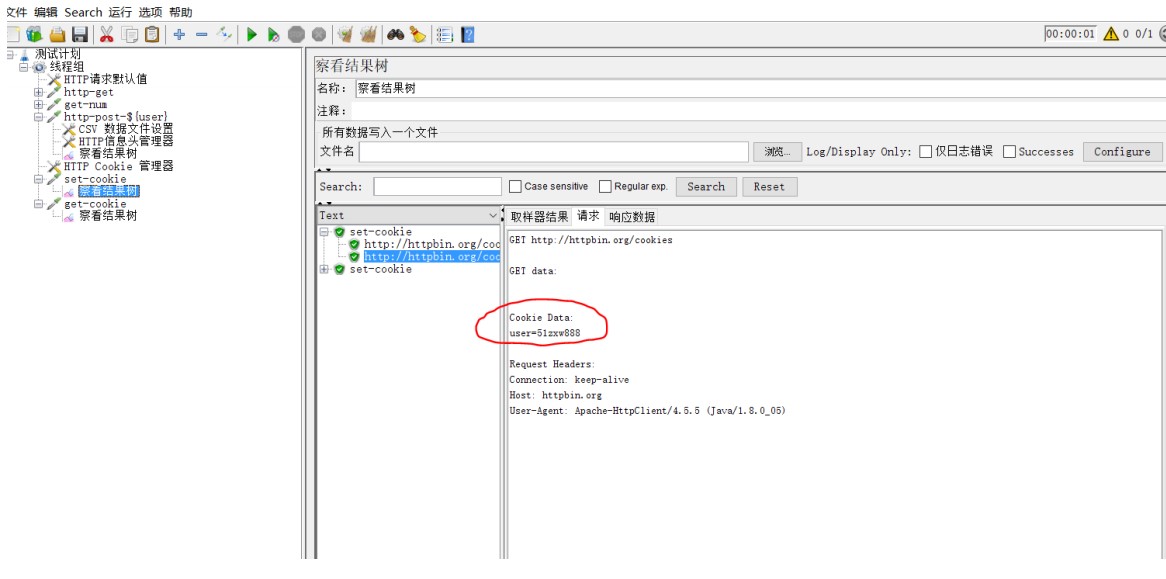 文件 编辑 Search 运行 选项 帮助
00:00:01 0 0/1
测试计划
线程组
HTTP请求默认值
http-get
get-num
http-post-${user}
CSV 数据文件设置
HTTP信息头管理器
察看结果树
HTTP Cookie 管理器
set-cookie
察看结果树
get-cookie
察看结果树
察看结果树
名称： 察看结果树
注释：
所有数据写入一个文件
文件名 浏览... Log/Display Only: 仅日志错误 Successes Configure
Search: Case sensitive Regular exp. Search Reset
Text 取样器结果 请求 响应数据
set-cookie
http://httpbin.org/coo
http://httpbin.org/coo
set-cookie
GET http://httpbin.org/cookies
GET data:
Cookie Data:
user=51zxw888
Request Headers:
Connection: keep-alive
Host: httpbin.org
User-Agent: Apache-HttpClient/4.5.5 (Java/1.8.0_05)